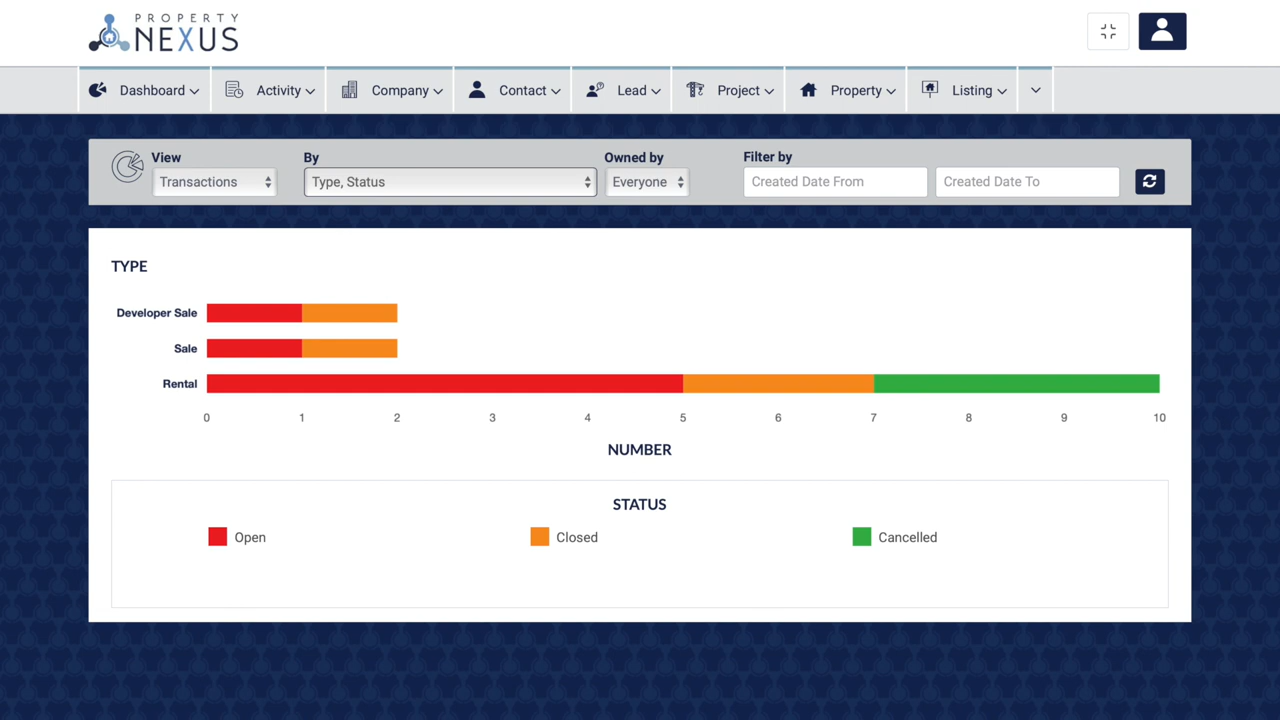 PROPERTY
NEXUS
Dashboard Activity Company Contact Lead Project Property Listing
View By Owned by Filter by
Transactions Type, Status Everyone Created Date From Created Date To
TYPE
Developer Sale
Sale
Rental
0 1 2 3 4 5 6 7 8 9 10
NUMBER
STATUS
Open Closed Cancelled